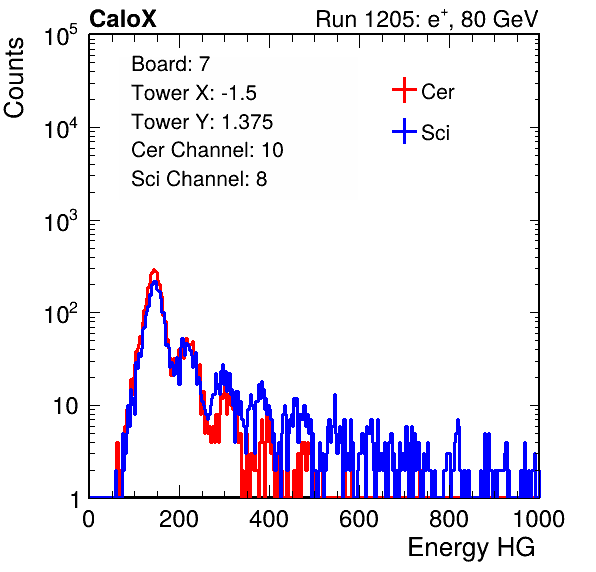 CaloX Run 1205: e⁺, 80 GeV
Counts
Board: 7
Tower X: -1.5
Tower Y: 1.375
Cer Channel: 10
Sci Channel: 8
Cer
Sci
10⁵
10⁴
10³
10²
10
1
0 200 400 600 800 1000
Energy HG